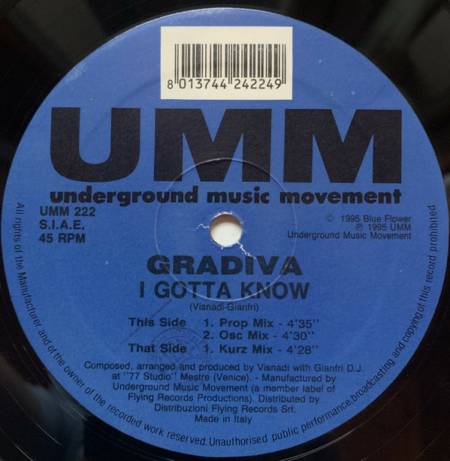 8 013744 242249
UMM
underground music movement
UMM 222
S.I.A.E.
45 RPM
© 1995 Blue Flower
℗ 1995 UMM
Underground Music Movement
GRADIVA
I GOTTA KNOW
(Visnadi-Gianfri)
This Side 1. Prop Mix - 4'35"
2. Osc Mix - 4'30"
That Side 1. Kurz Mix - 4'28"
Composed, arranged and produced by Visnadi with Gianfri D.J.
at "77 Studio" Mestre (Venice). - Manufactured by
Underground Music Movement (a member label of
Flying Records Productions). Distributed by
Distribuzioni Flying Records Srl.
Made in Italy
All rights of the Manufacturer and of the owner of the recorded work reserved. Unauthorised public performance, broadcasting and copying of this record prohibited